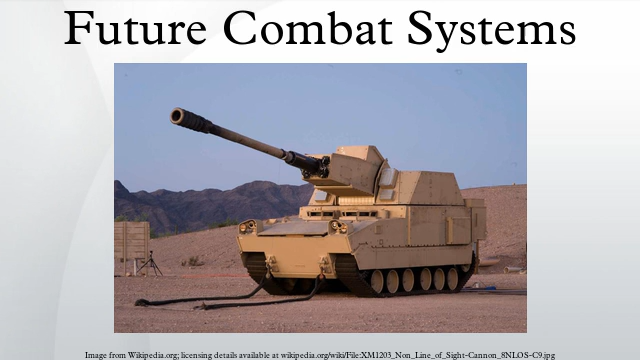 Future Combat Systems
Image from Wikipedia.org; licensing details available at wikipedia.org/wiki/File:XM1203_Non_Line_of_Sight-Cannon_8NLOS-C9.jpg